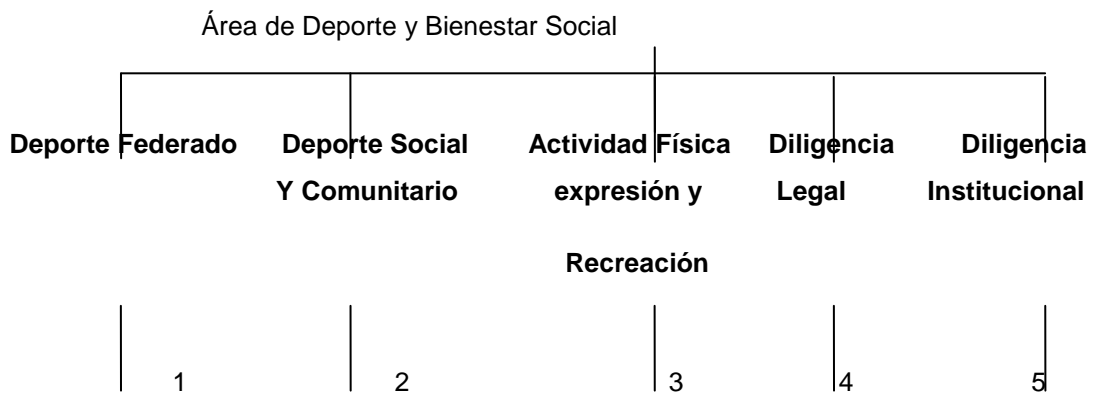 Área de Deporte y Bienestar Social
Deporte Federado Deporte Social Actividad Física Diligencia Diligencia
Y Comunitario expresión y Legal Institucional
Recreación
1 2 3 4 5